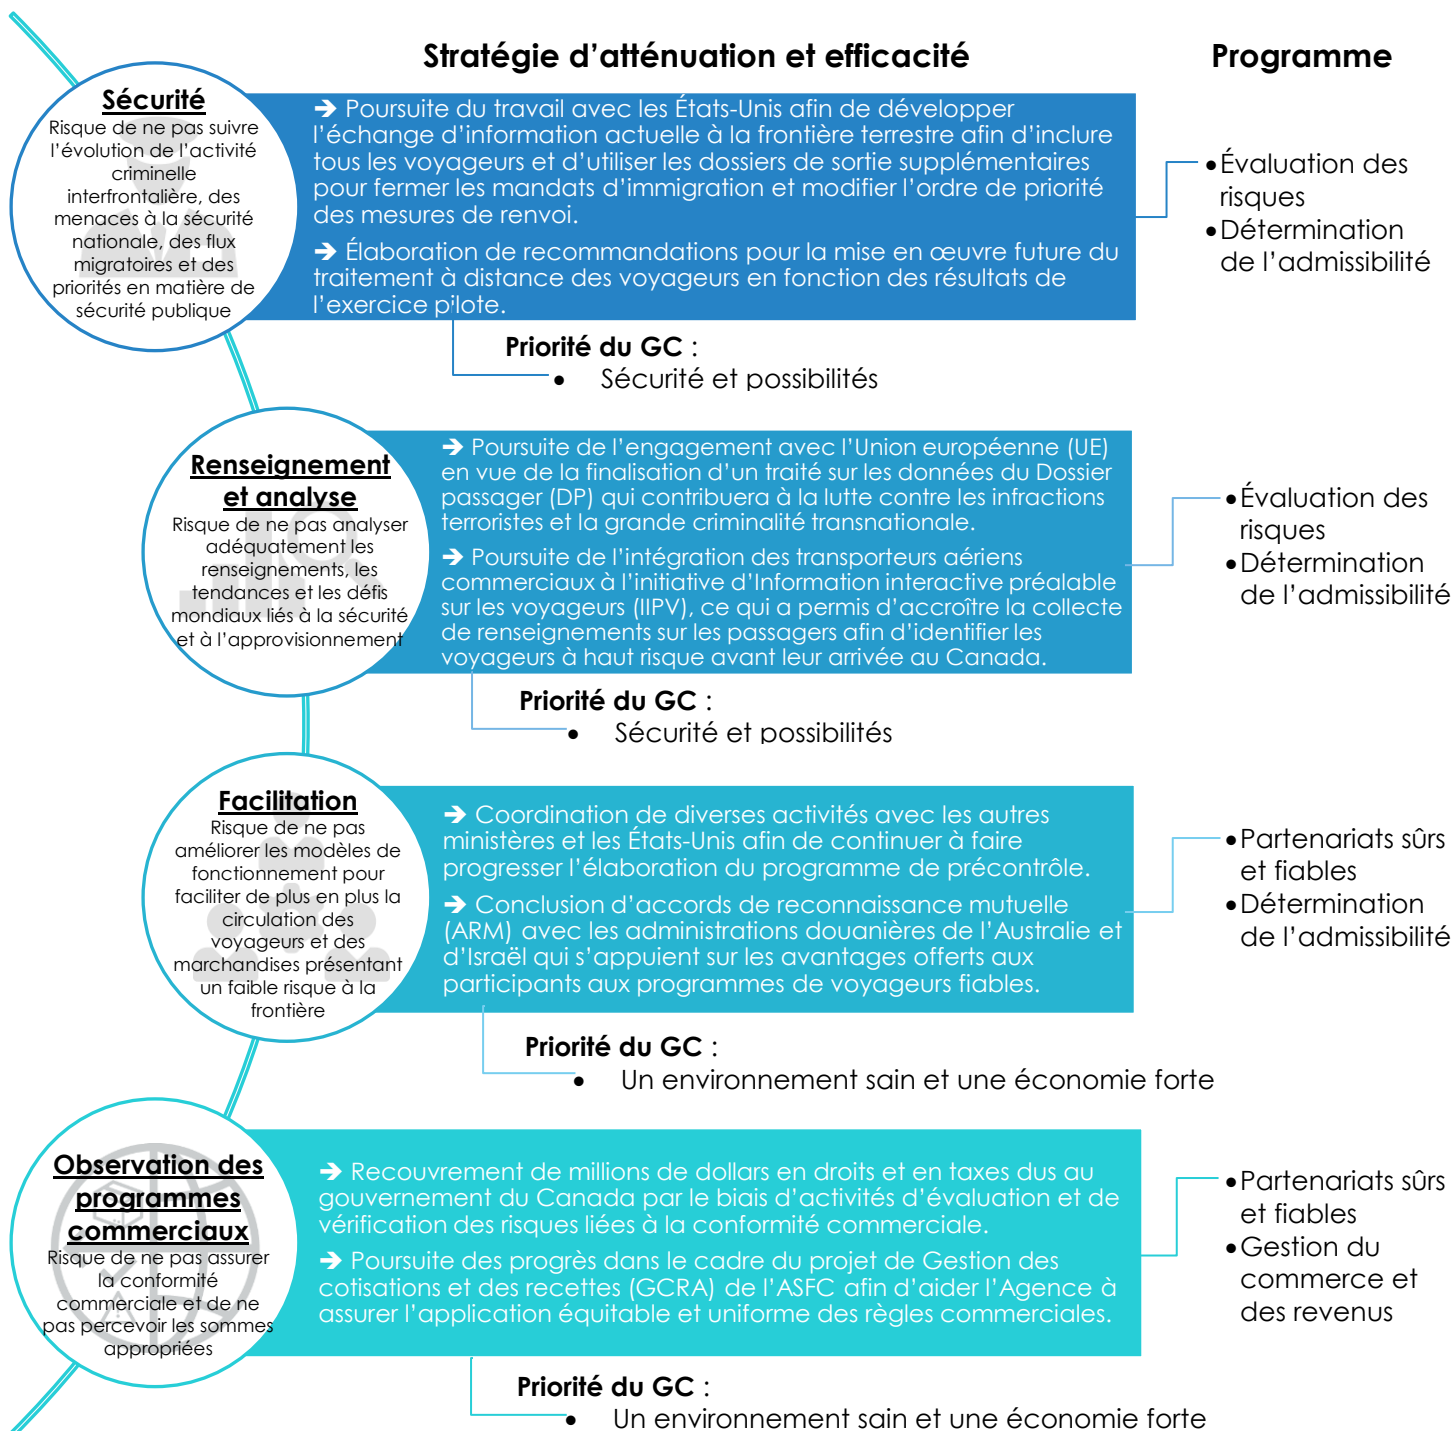 Stratégie d’atténuation et efficacité
Programme
Sécurité
Risque de ne pas suivre
l’évolution de l’activité
criminelle
interfrontalière, des
menaces à la sécurité
nationale, des flux
migratoires et des
priorités en matière de
sécurité publique
➔ Poursuite du travail avec les États-Unis afin de développer
l’échange d’information actuelle à la frontière terrestre afin d’inclure
tous les voyageurs et d’utiliser les dossiers de sortie supplémentaires
pour fermer les mandats d’immigration et modifier l’ordre de priorité
des mesures de renvoi.
➔ Élaboration de recommandations pour la mise en œuvre future du
traitement à distance des voyageurs en fonction des résultats de
l’exercice pilote.
• Évaluation des
risques
• Détermination
de l’admissibilité
Priorité du GC :
• Sécurité et possibilités
Renseignement
et analyse
Risque de ne pas analyser
adéquatement les
renseignements, les
tendances et les défis
mondiaux liés à la sécurité
et à l’approvisionnement
➔ Poursuite de l’engagement avec l’Union européenne (UE)
en vue de la finalisation d’un traité sur les données du Dossier
passager (DP) qui contribuera à la lutte contre les infractions
terroristes et la grande criminalité transnationale.
➔ Poursuite de l’intégration des transporteurs aériens
commerciaux à l’initiative d’Information interactive préalable
sur les voyageurs (IIPV), ce qui a permis d’accroître la collecte
de renseignements sur les passagers afin d’identifier les
voyageurs à haut risque avant leur arrivée au Canada.
• Évaluation des
risques
• Détermination
de l’admissibilité
Priorité du GC :
• Sécurité et possibilités
Facilitation
Risque de ne pas
améliorer les modèles de
fonctionnement pour
faciliter de plus en plus la
circulation des
voyageurs et des
marchandises présentant
un faible risque à la
frontière
➔ Coordination de diverses activités avec les autres
ministères et les États-Unis afin de continuer à faire
progresser l’élaboration du programme de précontrôle.
➔ Conclusion d’accords de reconnaissance mutuelle
(ARM) avec les administrations douanières de l’Australie et
d’Israël qui s’appuient sur les avantages offerts aux
participants aux programmes de voyageurs fiables.
• Partenariats sûrs
et fiables
• Détermination
de l’admissibilité
Priorité du GC :
• Un environnement sain et une économie forte
Observation des
programmes
commerciaux
Risque de ne pas assurer
la conformité
commerciale et de ne
pas percevoir les sommes
appropriées
➔ Recouvrement de millions de dollars en droits et en taxes dus au
gouvernement du Canada par le biais d’activités d’évaluation et de
vérification des risques liées à la conformité commerciale.
➔ Poursuite des progrès dans le cadre du projet de Gestion des
cotisations et des recettes (GCRA) de l’ASFC afin d’aider l’Agence à
assurer l’application équitable et uniforme des règles commerciales.
• Partenariats sûrs
et fiables
• Gestion du
commerce et
des revenus
Priorité du GC :
• Un environnement sain et une économie forte